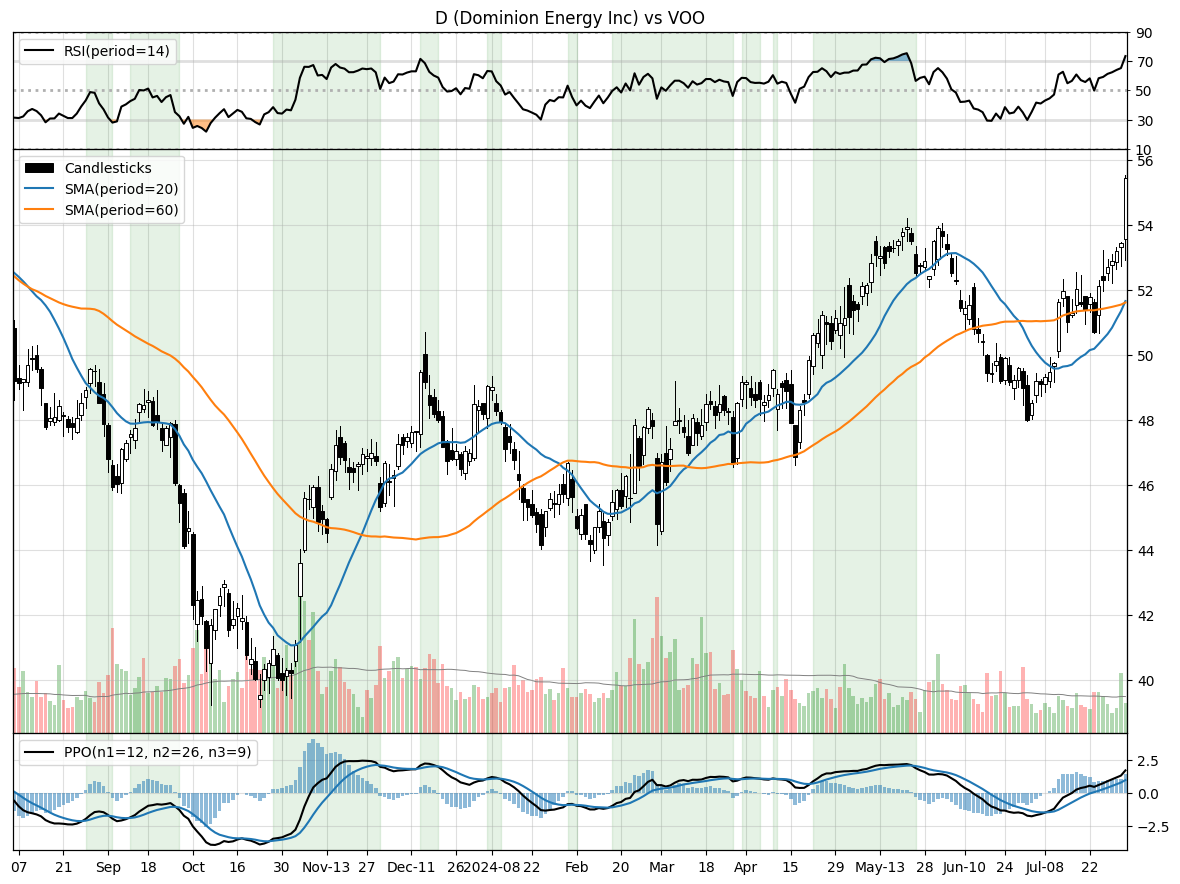 D (Dominion Energy Inc) vs VOO
RSI(period=14)
90
70
50
30
10
Candlesticks
SMA(period=20)
SMA(period=60)
56
54
52
50
48
46
44
42
40
PPO(n1=12, n2=26, n3=9)
2.5
0.0
−2.5
07 21 Sep 18 Oct 16 30 Nov-13 27 Dec-11 26 2024-08 22 Feb 20 Mar 18 Apr 15 29 May-13 28 Jun-10 24 Jul-08 22